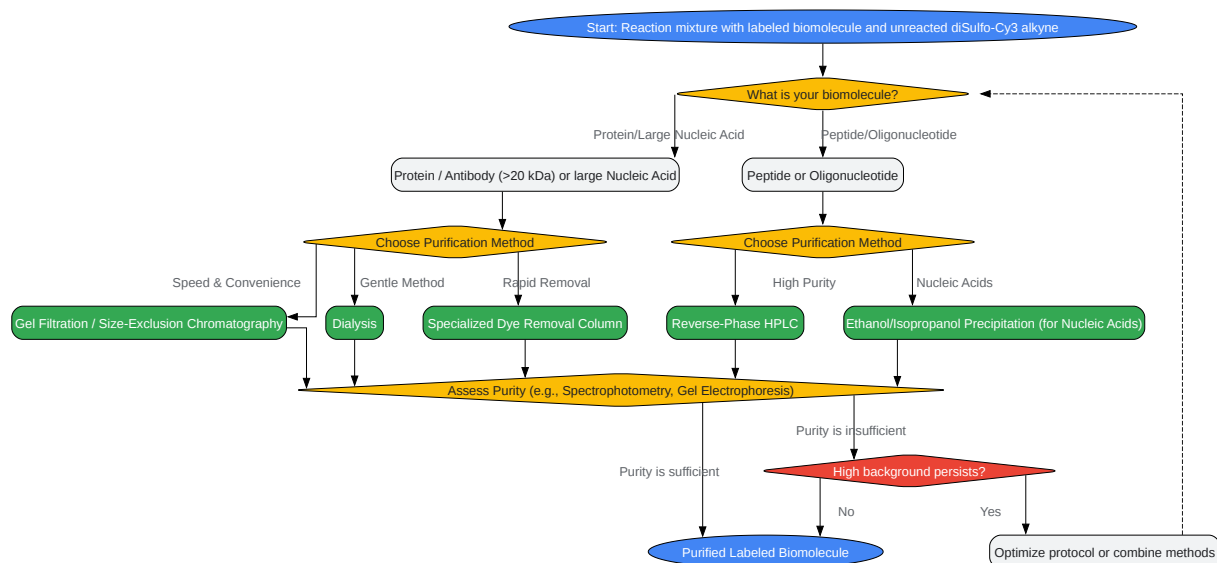 Start: Reaction mixture with labeled biomolecule and unreacted diSulfo-Cy3 alkyne
What is your biomolecule?
Protein/Large Nucleic Acid
Peptide/Oligonucleotide
Protein / Antibody (>20 kDa) or large Nucleic Acid
Peptide or Oligonucleotide
Choose Purification Method
Choose Purification Method
Speed & Convenience
Gentle Method
Rapid Removal
High Purity
Nucleic Acids
Gel Filtration / Size-Exclusion Chromatography
Dialysis
Specialized Dye Removal Column
Reverse-Phase HPLC
Ethanol/Isopropanol Precipitation (for Nucleic Acids)
Assess Purity (e.g., Spectrophotometry, Gel Electrophoresis)
Purity is insufficient
Purity is sufficient
High background persists?
No
Yes
Purified Labeled Biomolecule
Optimize protocol or combine methods